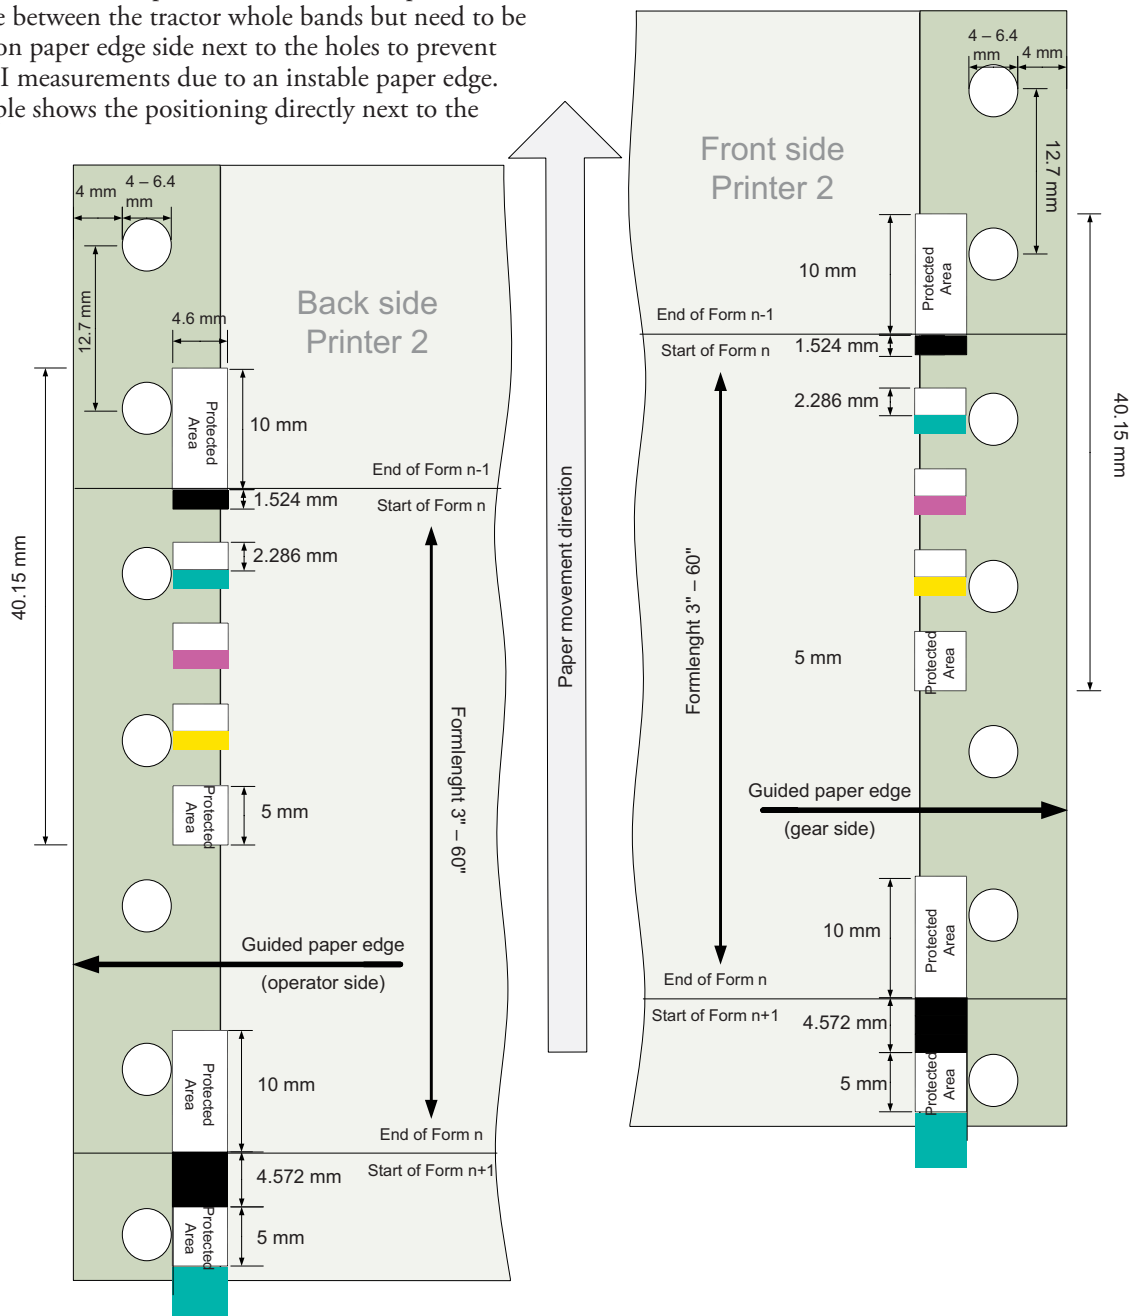 e between the tractor whole bands but need to be
on paper edge side next to the holes to prevent
I measurements due to an instable paper edge.
ble shows the positioning directly next to the
4 mm
4 – 6.4
mm
12.7 mm
4.6 mm
Back side
Printer 2
Protected
Area
10 mm
End of Form n-1
1.524 mm
Start of Form n
2.286 mm
40.15 mm
Formlenght 3" – 60"
Protected
Area
5 mm
Guided paper edge
(operator side)
Protected
Area
10 mm
End of Form n
Start of Form n+1
4.572 mm
Protected
Area
5 mm
Paper movement direction
4 – 6.4
mm
4 mm
12.7 mm
Front side
Printer 2
Protected
Area
10 mm
End of Form n-1
Start of Form n
1.524 mm
2.286 mm
40.15 mm
Formlenght 3" – 60"
5 mm
Protected
Area
Guided paper edge
(gear side)
10 mm
Protected
Area
End of Form n
Start of Form n+1
4.572 mm
5 mm
Protected
Area